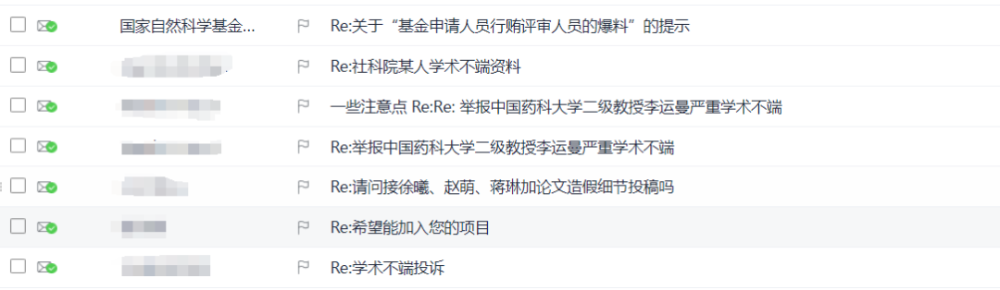 国家自然科学基金... Re:关于“基金申请人员行贿评审人员的爆料”的提示
Re:社科院某人学术不端资料
一些注意点 Re:Re: 举报中国药科大学二级教授李运曼严重学术不端
Re:举报中国药科大学二级教授李运曼严重学术不端
Re:请问接徐曦、赵萌、蒋琳加论文造假细节投稿吗
Re:希望能加入您的项目
Re:学术不端投诉